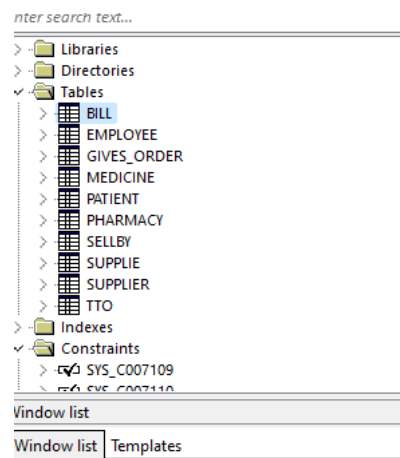 nter search text...
Libraries
Directories
Tables
BILL
EMPLOYEE
GIVES_ORDER
MEDICINE
PATIENT
PHARMACY
SELLBY
SUPPLIE
SUPPLIER
TTO
Indexes
Constraints
SYS_C007109
SYS_C007110
Window list
Window list Templates